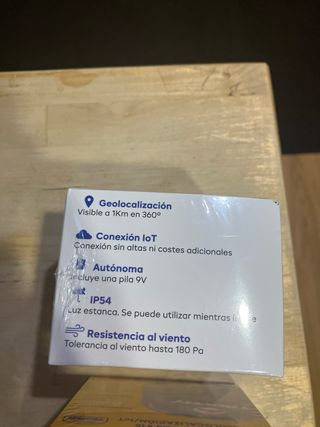 Geolocalización
Visible a 1Km en 360º
Conexión IoT
Conexión sin altas ni costes adicionales
Autónoma
Incluye una pila 9V
IP54
Luz estanca. Se puede utilizar mientras
Resistencia al viento
Tolerancia al viento hasta 180 Pa